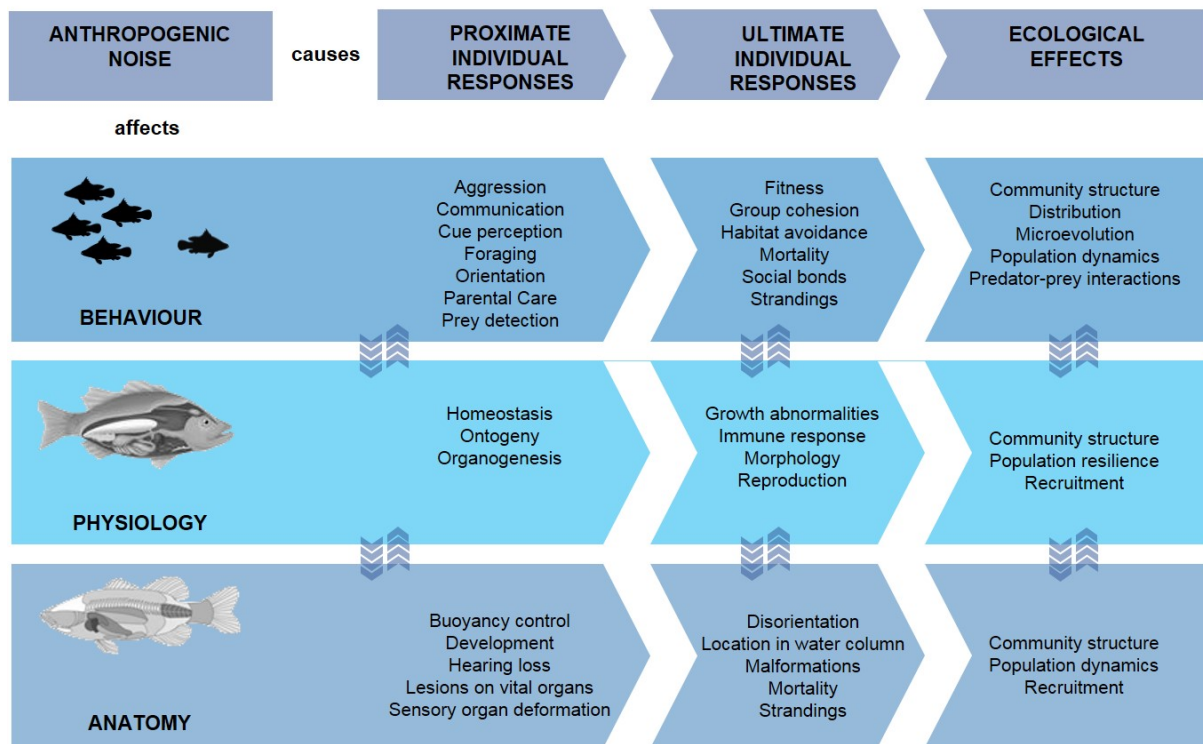 ANTHROPOGENIC
NOISE
causes
PROXIMATE
INDIVIDUAL
RESPONSES
ULTIMATE
INDIVIDUAL
RESPONSES
ECOLOGICAL
EFFECTS
affects
BEHAVIOUR
Aggression
Communication
Cue perception
Foraging
Orientation
Parental Care
Prey detection
Fitness
Group cohesion
Habitat avoidance
Mortality
Social bonds
Strandings
Community structure
Distribution
Microevolution
Population dynamics
Predator-prey interactions
PHYSIOLOGY
Homeostasis
Ontogeny
Organogenesis
Growth abnormalities
Immune response
Morphology
Reproduction
Community structure
Population resilience
Recruitment
ANATOMY
Buoyancy control
Development
Hearing loss
Lesions on vital organs
Sensory organ deformation
Disorientation
Location in water column
Malformations
Mortality
Strandings
Community structure
Population dynamics
Recruitment